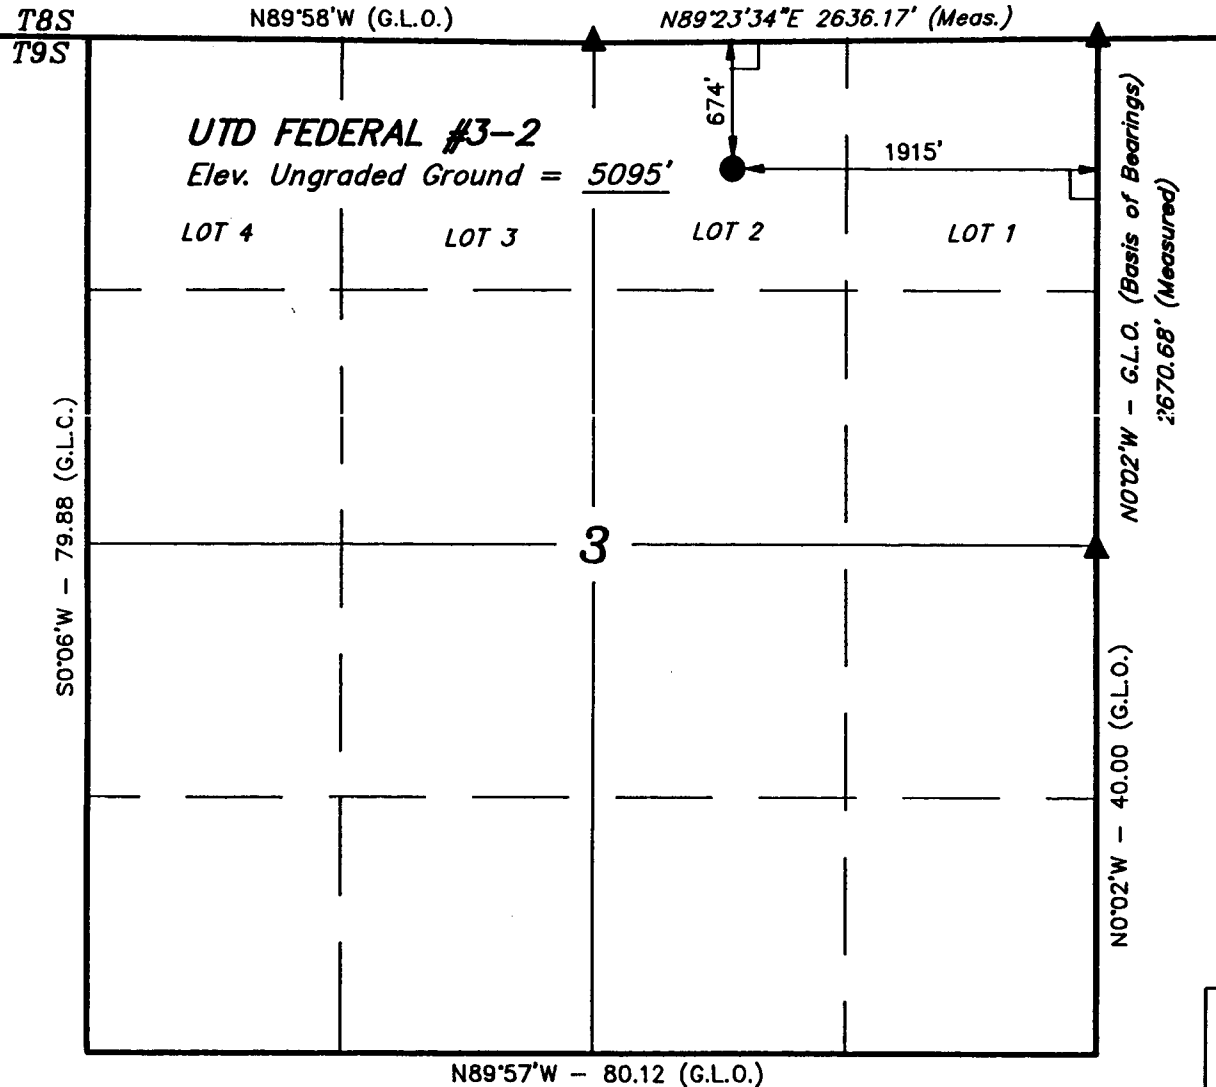 T8S
N89°58'W (G.L.O.)
N89°23'34"E 2636.17' (Meas.)
T9S
674'
UTD FEDERAL #3-2
Elev. Ungraded Ground = 5095'
1915'
LOT 4
LOT 3
LOT 2
LOT 1
N0°02'W - G.L.O. (Basis of Bearings)
2670.68' (Measured)
S0°06'W - 79.88 (G.L.C.)
3
N0°02'W - 40.00 (G.L.O.)
N89°57'W - 80.12 (G.L.O.)